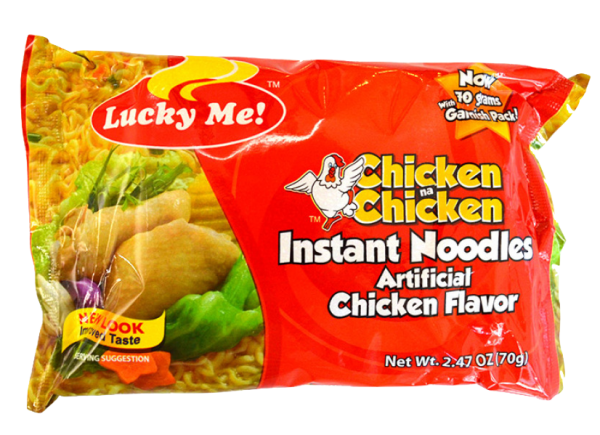 Lucky Me!
TM
Now
With 70 grams
Garnish Pack!
Chicken
na
Chicken
TM
Instant Noodles
Artificial
Chicken Flavor
NEW LOOK
Improved Taste
SERVING SUGGESTION
Net Wt. 2.47 OZ (70g)